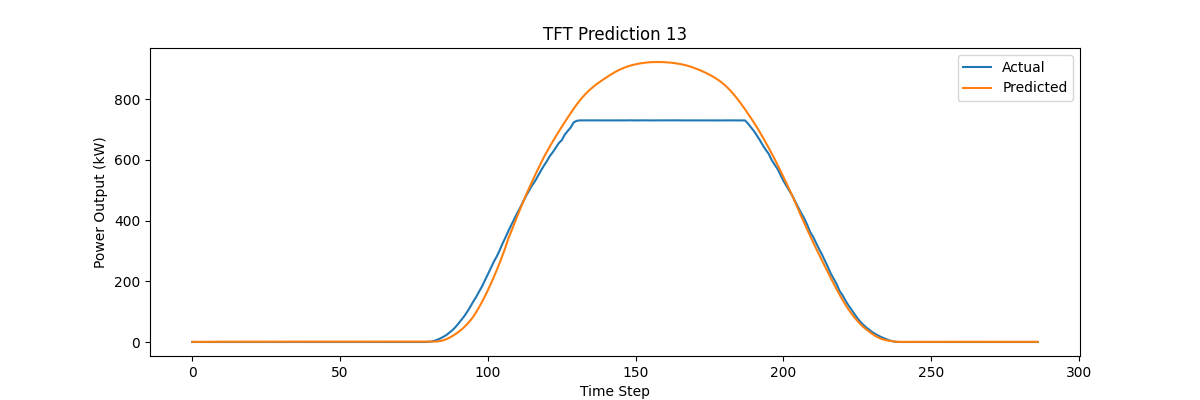 TFT Prediction 13
Actual
Predicted
Power Output (kW)
800
600
400
200
0
0 50 100 150 200 250 300
Time Step